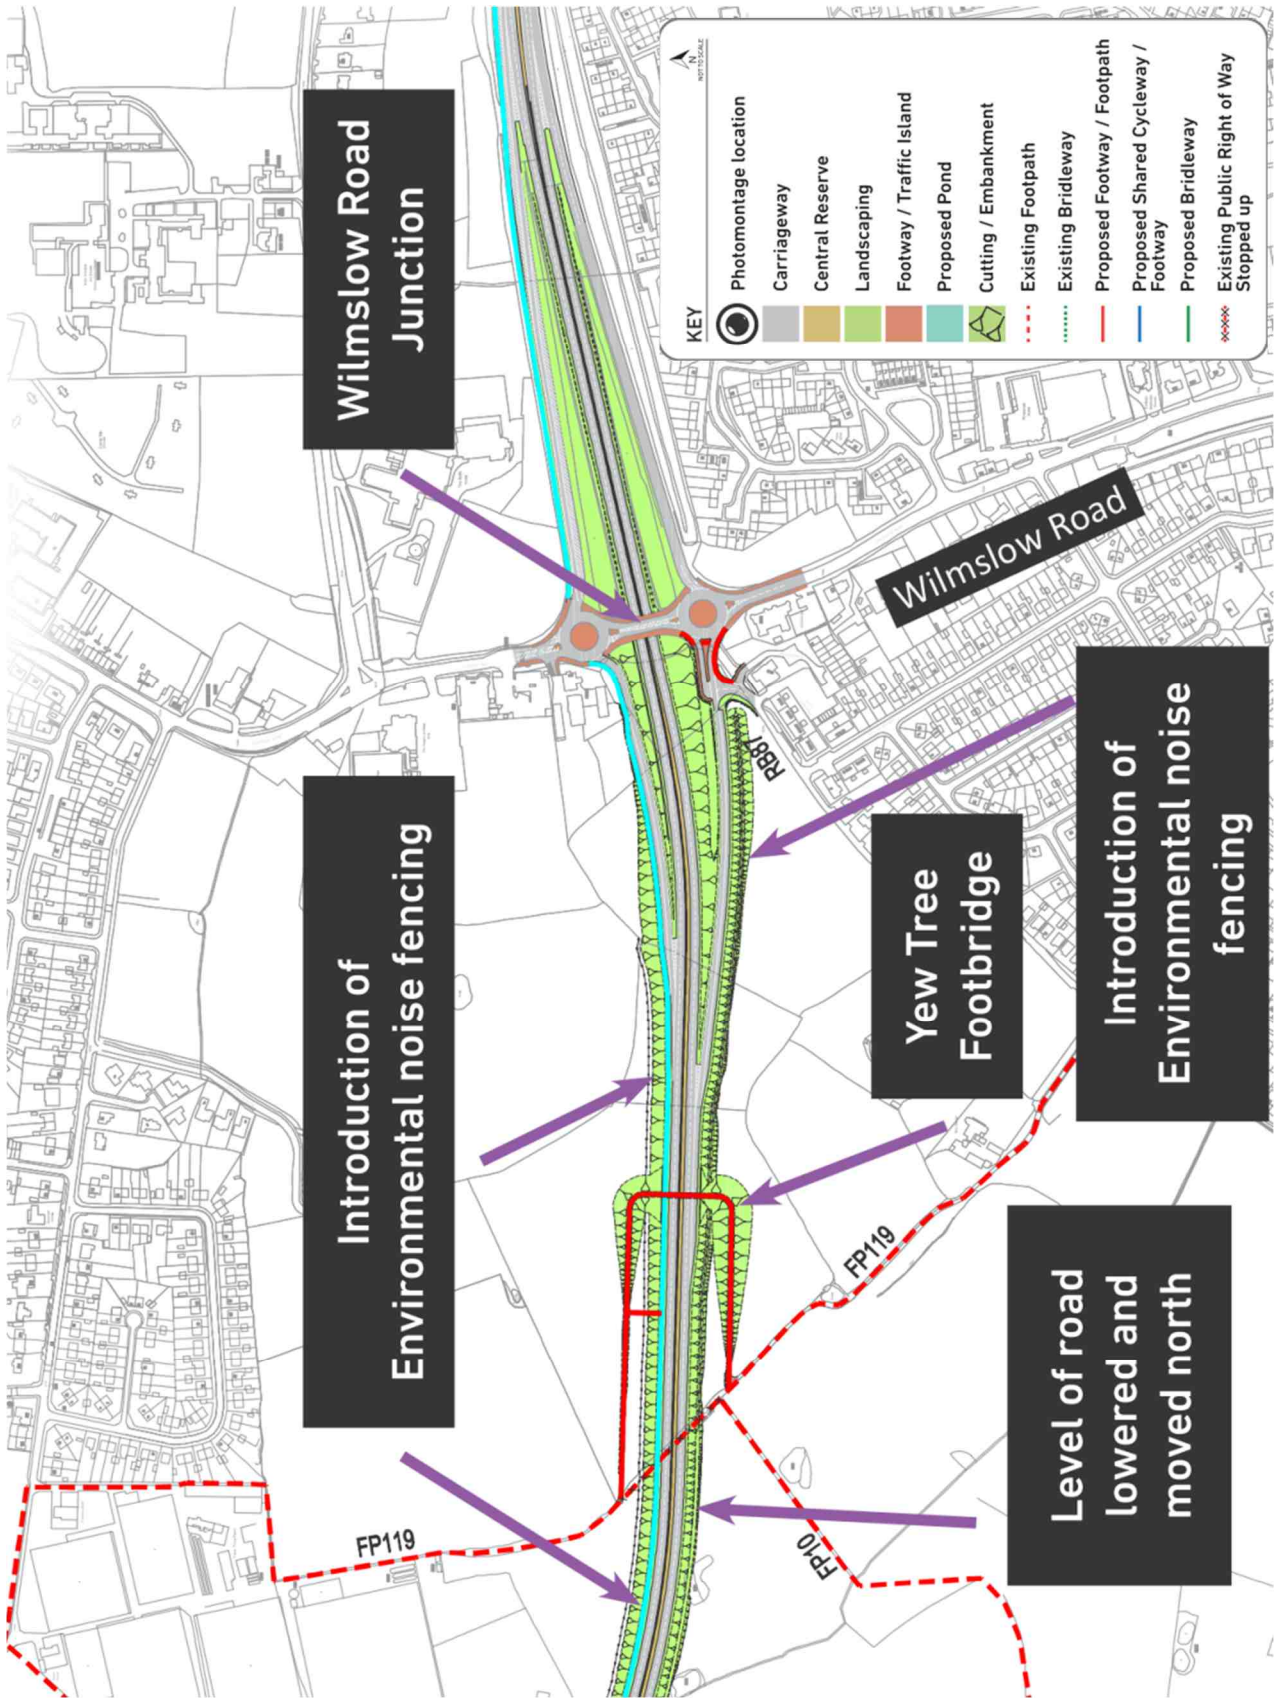 Wilmslow Road
Junction
Introduction of
Environmental noise fencing
Yew Tree
Footbridge
Introduction of
Environmental noise
fencing
Level of road
lowered and
moved north
Wilmslow Road
RB87
FP119
FP119
FP10
KEY
N
NOT TO SCALE
Photomontage location
Carriageway
Central Reserve
Landscaping
Footway / Traffic Island
Proposed Pond
Cutting / Embankment
Existing Footpath
Existing Bridleway
Proposed Footway / Footpath
Proposed Shared Cycleway /
Footway
Proposed Bridleway
Existing Public Right of Way
Stopped up